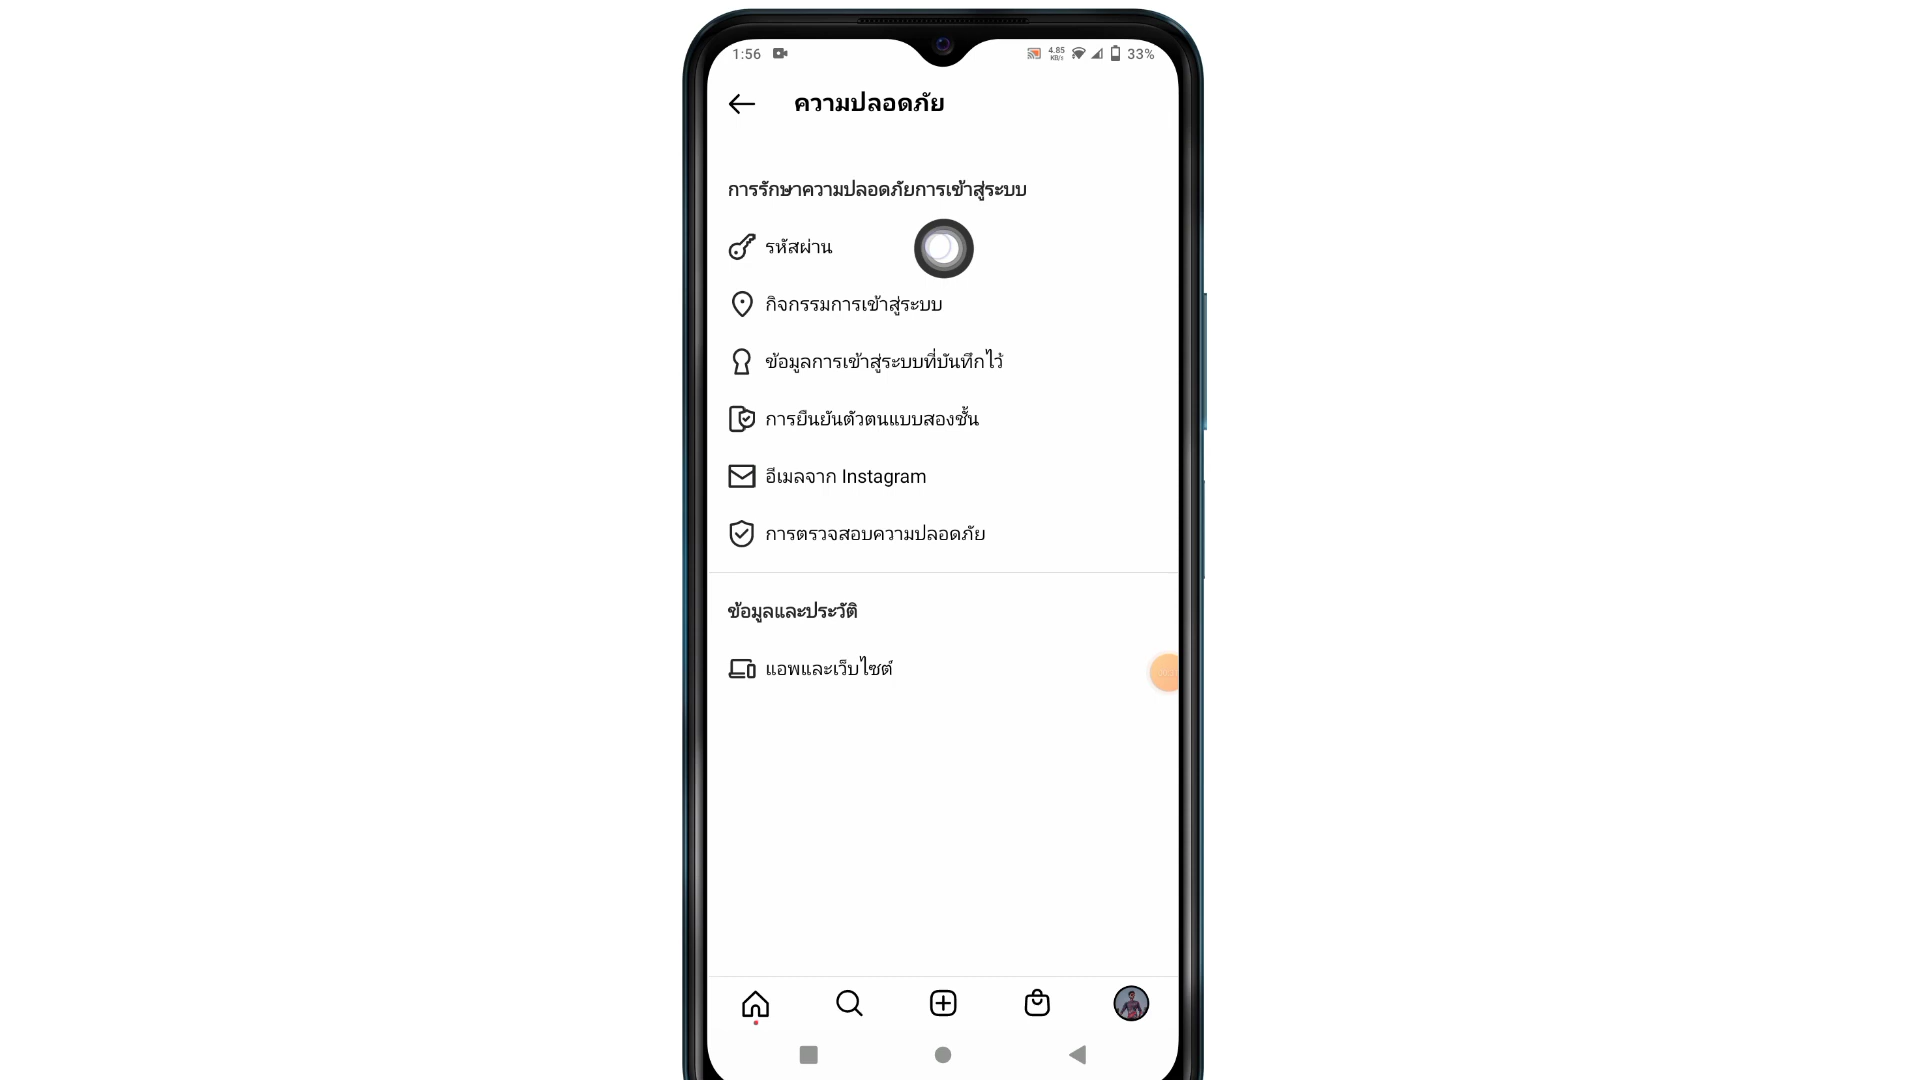 1:56
4.85
KB/s
33%
ความปลอดภัย
การรักษาความปลอดภัยการเข้าสู่ระบบ
รหัสผ่าน
กิจกรรมการเข้าสู่ระบบ
ข้อมูลการเข้าสู่ระบบที่บันทึกไว้
การยืนยันตัวตนแบบสองชั้น
อีเมลจาก Instagram
การตรวจสอบความปลอดภัย
ข้อมูลและประวัติ
แอพและเว็บไซต์